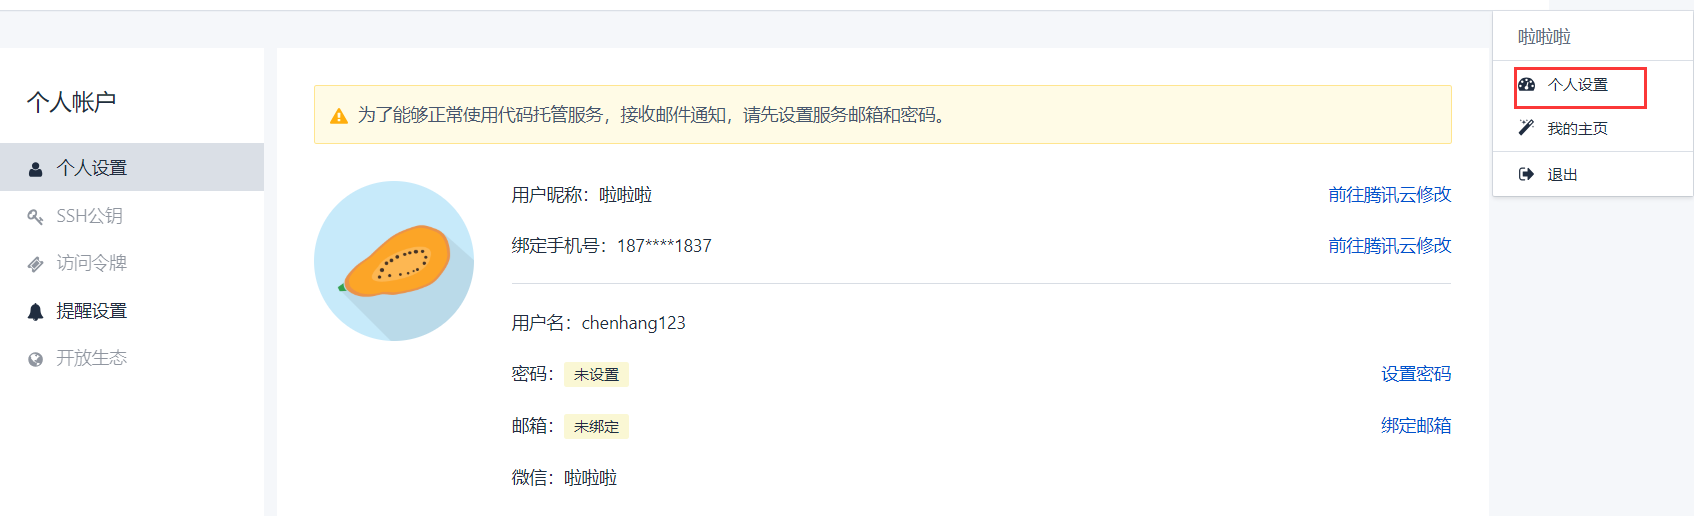 个人帐户
个人设置
SSH公钥
访问令牌
提醒设置
开放生态
为了能够正常使用代码托管服务，接收邮件通知，请先设置服务邮箱和密码。
用户昵称：啦啦啦 前往腾讯云修改
绑定手机号：187****1837 前往腾讯云修改
用户名：chenhang123
密码：未设置 设置密码
邮箱：未绑定 绑定邮箱
微信：啦啦啦
啦啦啦
个人设置
我的主页
退出